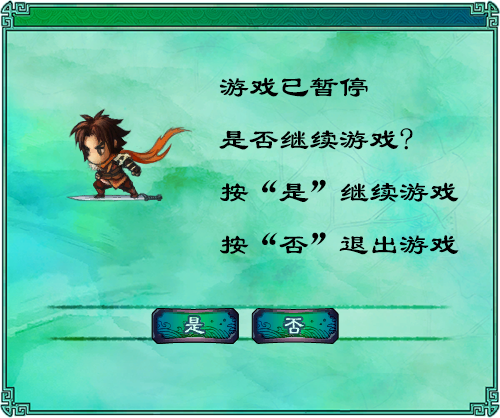 游戏已暂停
是否继续游戏?
按“是”继续游戏
按“否”退出游戏
是 否